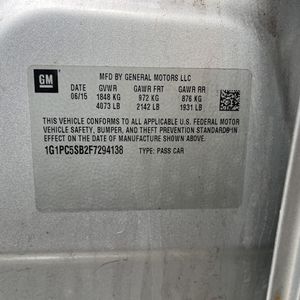 GM
MFD BY GENERAL MOTORS LLC
DATE GVWR GAWR FRT GAWR RR
06/15 1848 KG 972 KG 876 KG
4073 LB 2142 LB 1931 LB
THIS VEHICLE CONFORMS TO ALL APPLICABLE U.S. FEDERAL MOTOR
VEHICLE SAFETY, BUMPER, AND THEFT PREVENTION STANDARDS IN
EFFECT ON THE DATE OF MANUFACTURE SHOWN ABOVE.
1G1PC5SB2F7294138 TYPE: PASS CAR